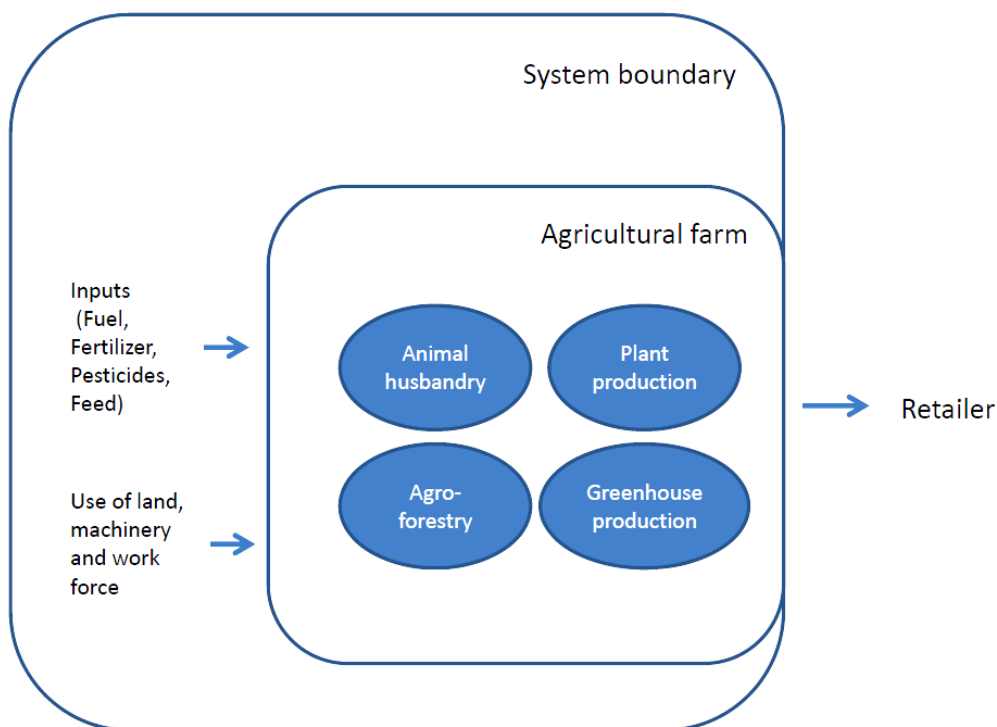 System boundary
Agricultural farm
Inputs
(Fuel,
Fertilizer,
Pesticides,
Feed)
Animal
husbandry
Plant
production
Retailer
Use of land,
machinery
and work
force
Agro-
forestry
Greenhouse
production